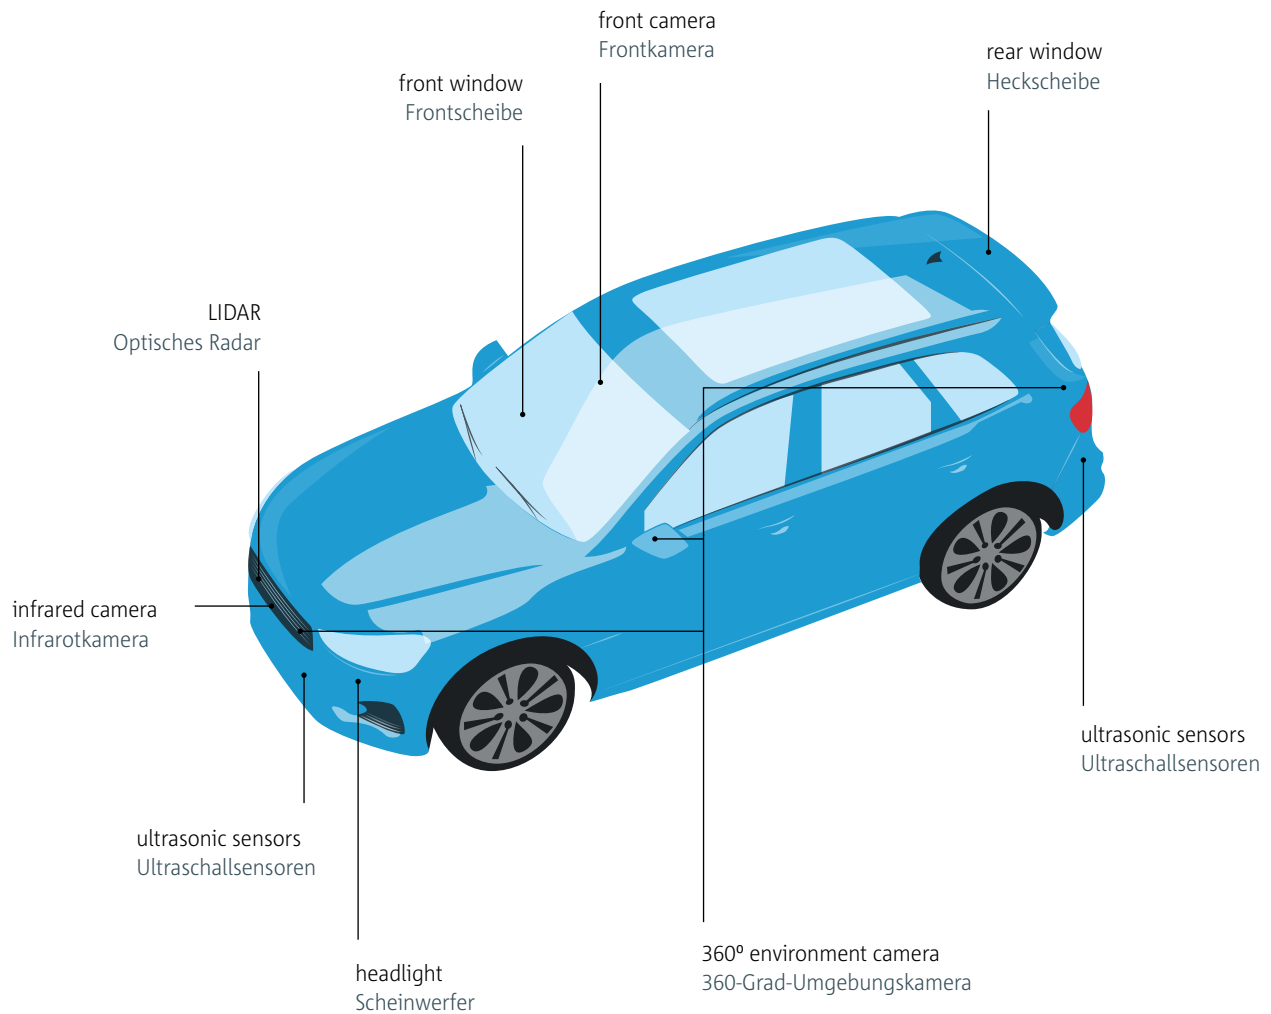 front camera
Frontkamera
rear window
Heckscheibe
front window
Frontscheibe
LIDAR
Optisches Radar
infrared camera
Infrarotkamera
ultrasonic sensors
Ultraschallsensoren
ultrasonic sensors
Ultraschallsensoren
360º environment camera
360-Grad-Umgebungskamera
headlight
Scheinwerfer